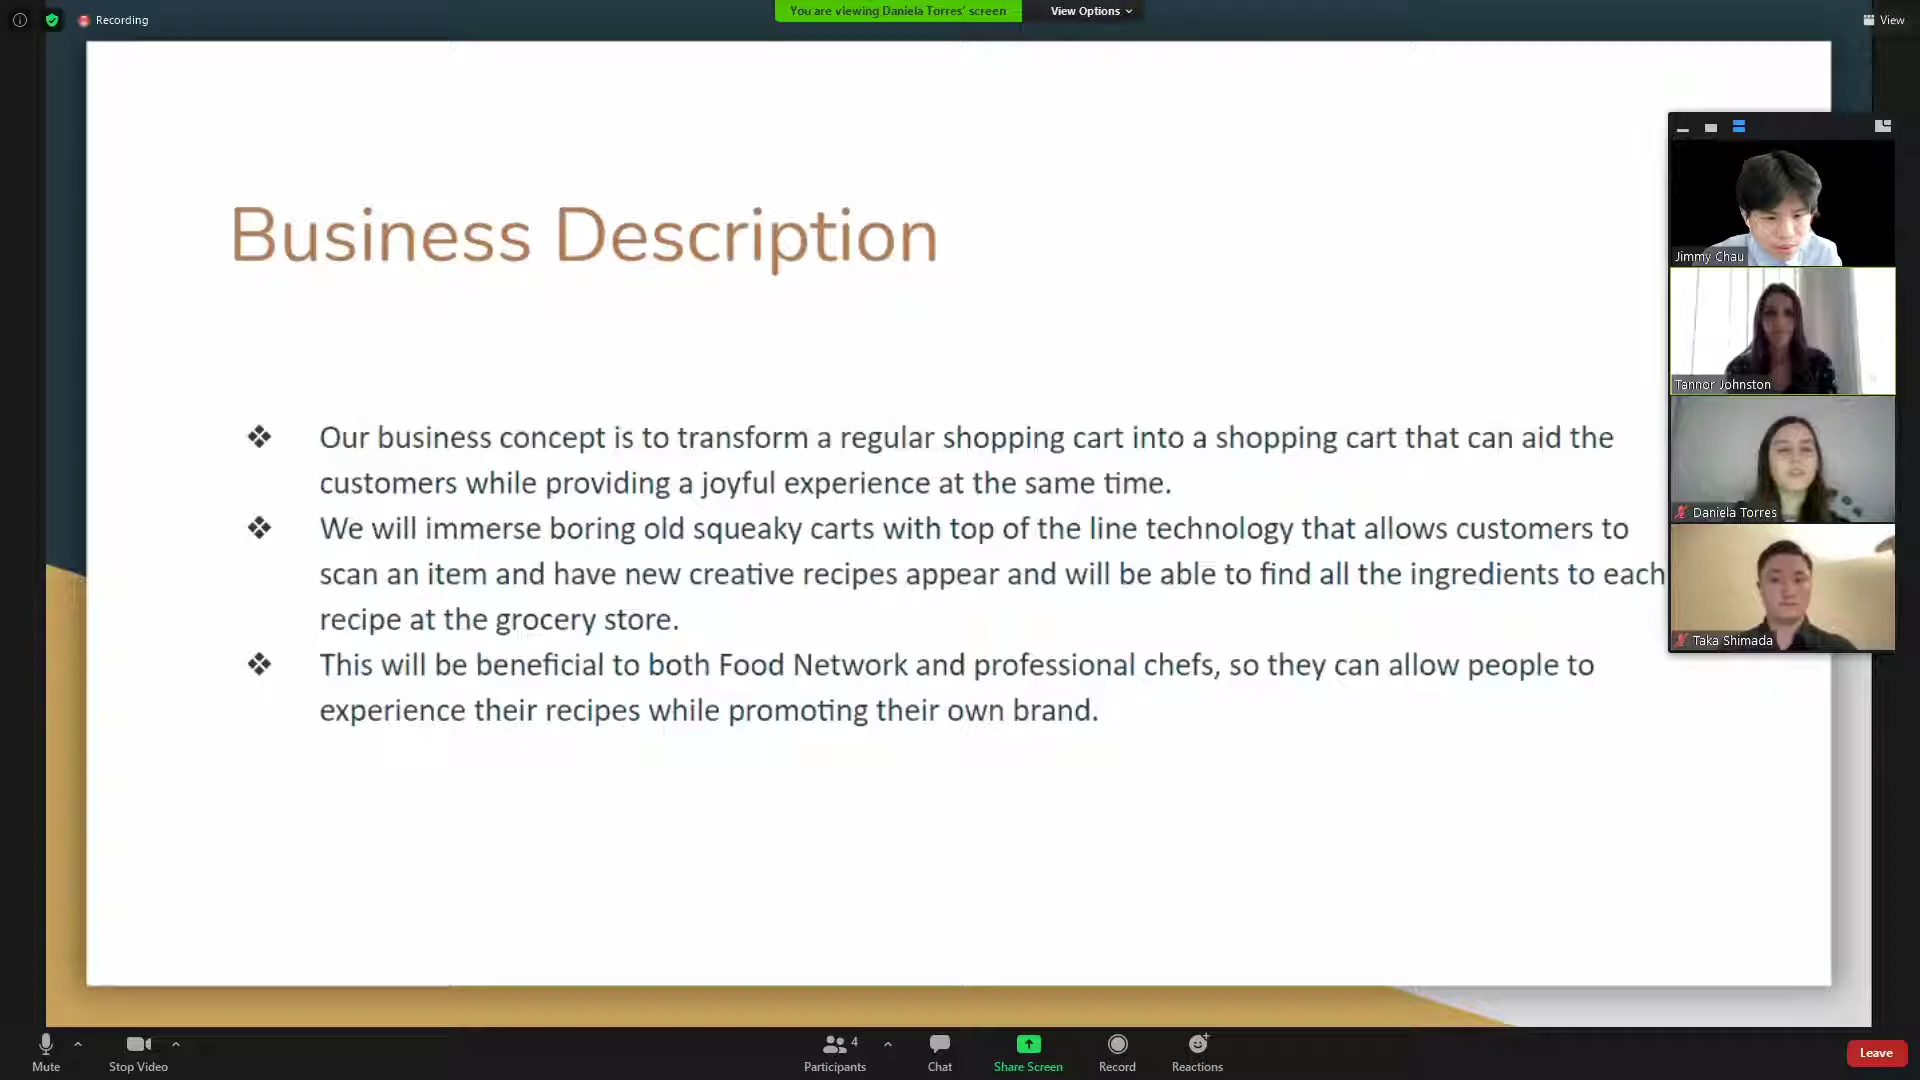 Recording
You are viewing Daniela Torres' screen
View Options
View
Business Description
Our business concept is to transform a regular shopping cart into a shopping cart that can aid the
customers while providing a joyful experience at the same time.
We will immerse boring old squeaky carts with top of the line technology that allows customers to
scan an item and have new creative recipes appear and will be able to find all the ingredients to each
recipe at the grocery store.
This will be beneficial to both Food Network and professional chefs, so they can allow people to
experience their recipes while promoting their own brand.
Jimmy Chau
Tannor Johnston
Daniela Torres
Taka Shimada
Mute
Stop Video
4
Participants
Chat
Share Screen
Record
Reactions
Leave